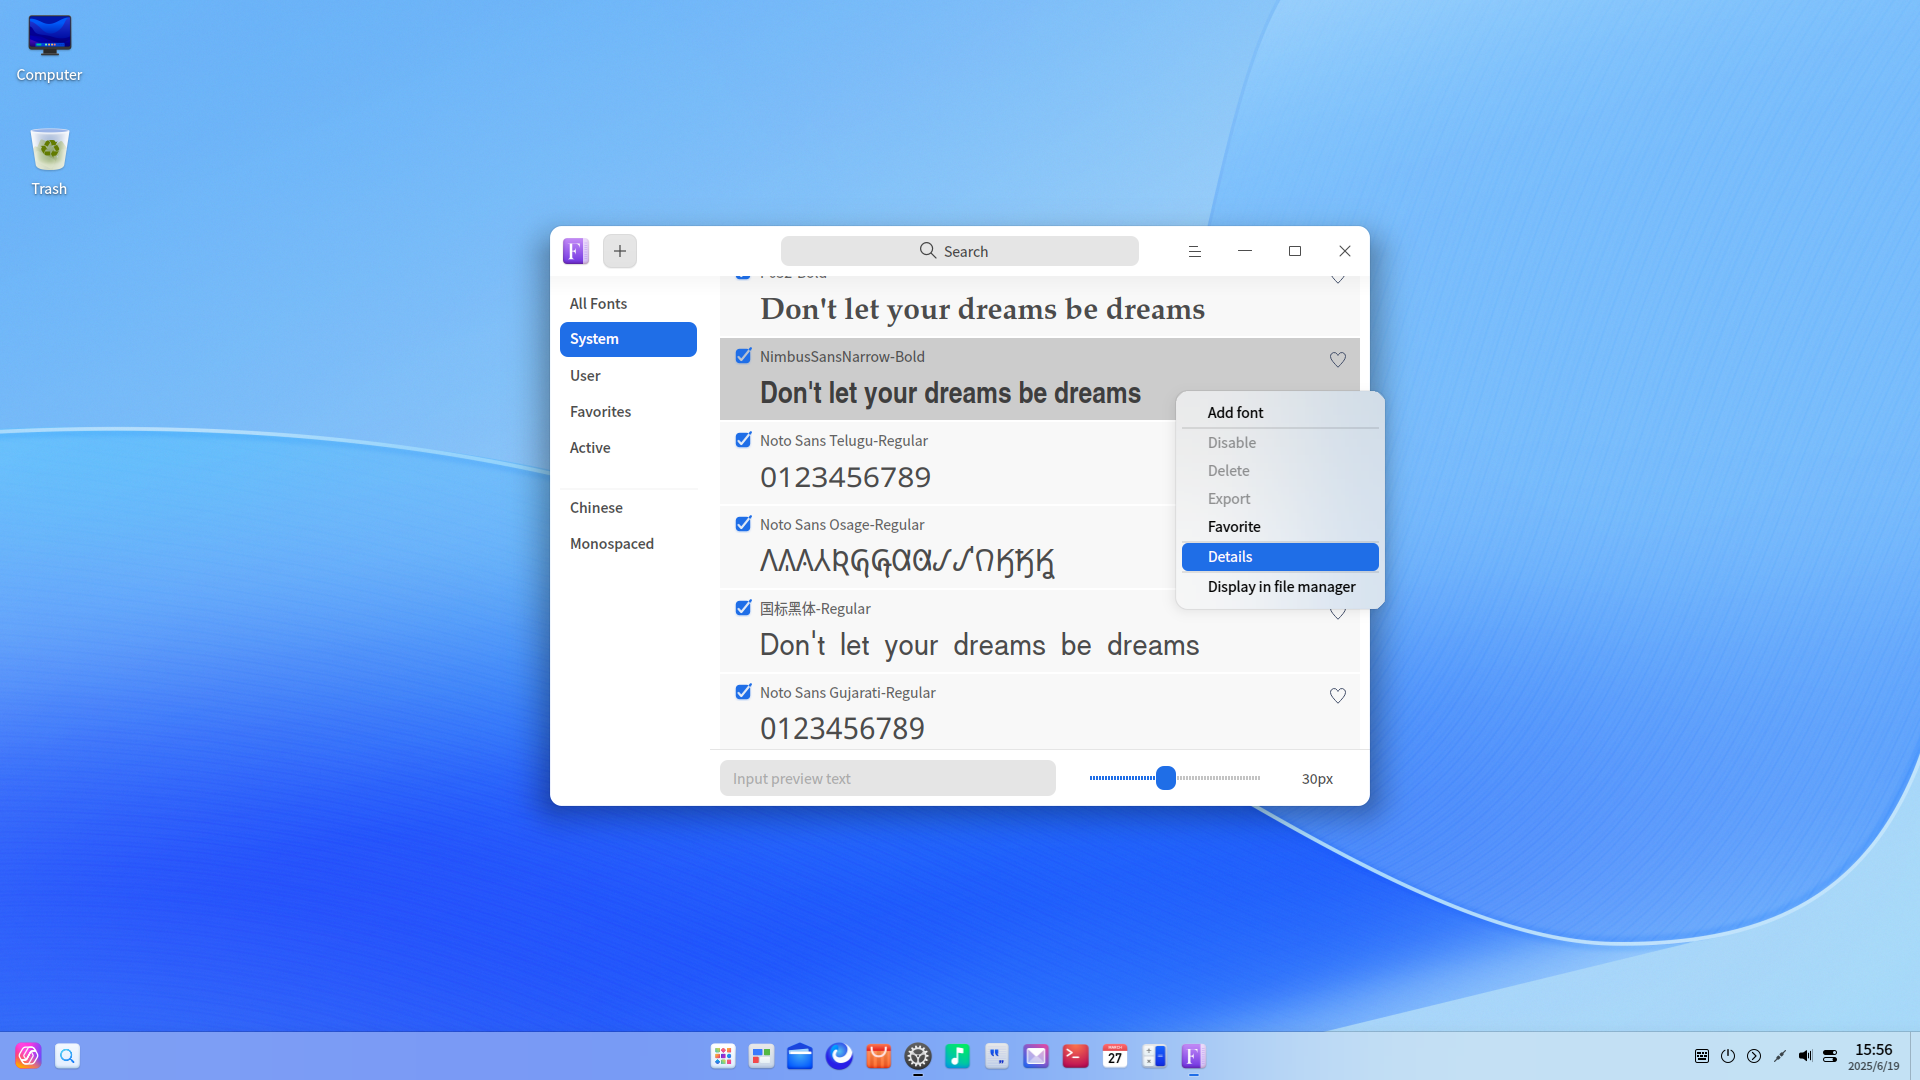 Computer
Trash
Search
All Fonts
System
User
Favorites
Active
Chinese
Monospaced
Don't let your dreams be dreams
NimbusSansNarrow-Bold
Don't let your dreams be dreams
Noto Sans Telugu-Regular
0123456789
Noto Sans Osage-Regular
国标黑体-Regular
Don't let your dreams be dreams
Noto Sans Gujarati-Regular
0123456789
Add font
Disable
Delete
Export
Favorite
Details
Display in file manager
Input preview text
30px
MARCH
27
15:56
2025/6/19